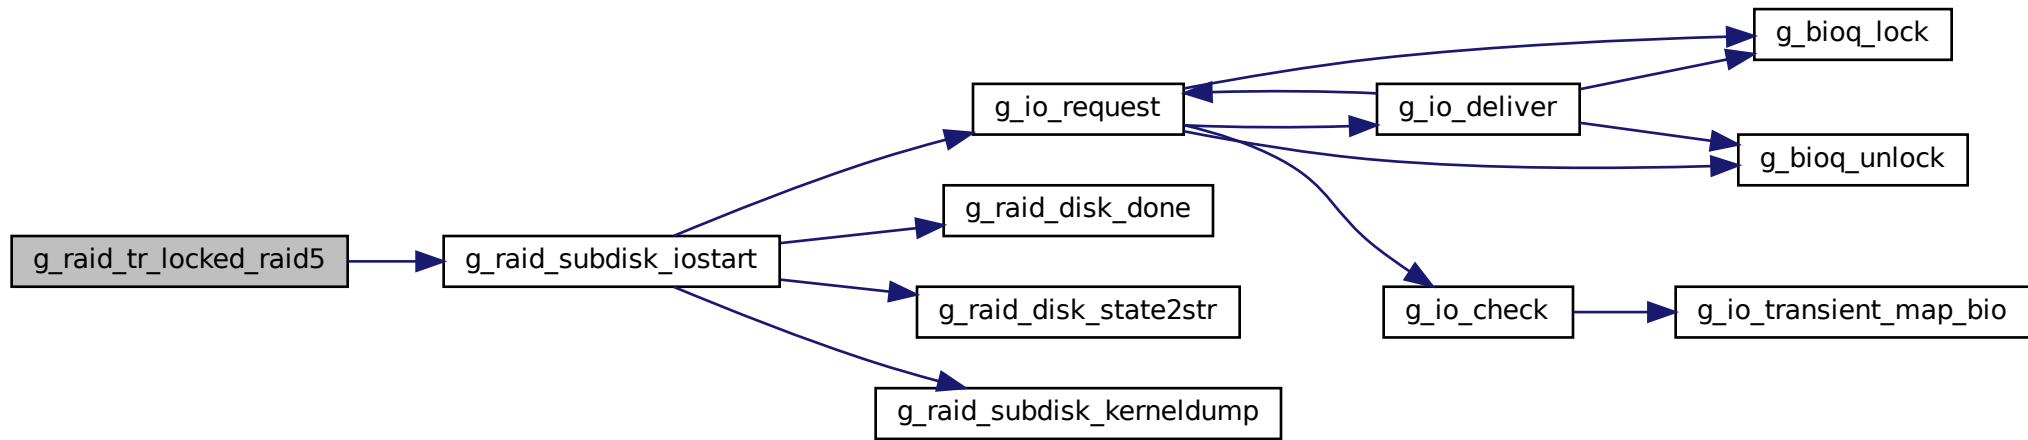 g_bioq_lock
g_io_request
g_io_deliver
g_bioq_unlock
g_raid_disk_done
g_raid_tr_locked_raid5
g_raid_subdisk_iostart
g_raid_disk_state2str
g_io_check
g_io_transient_map_bio
g_raid_subdisk_kerneldump